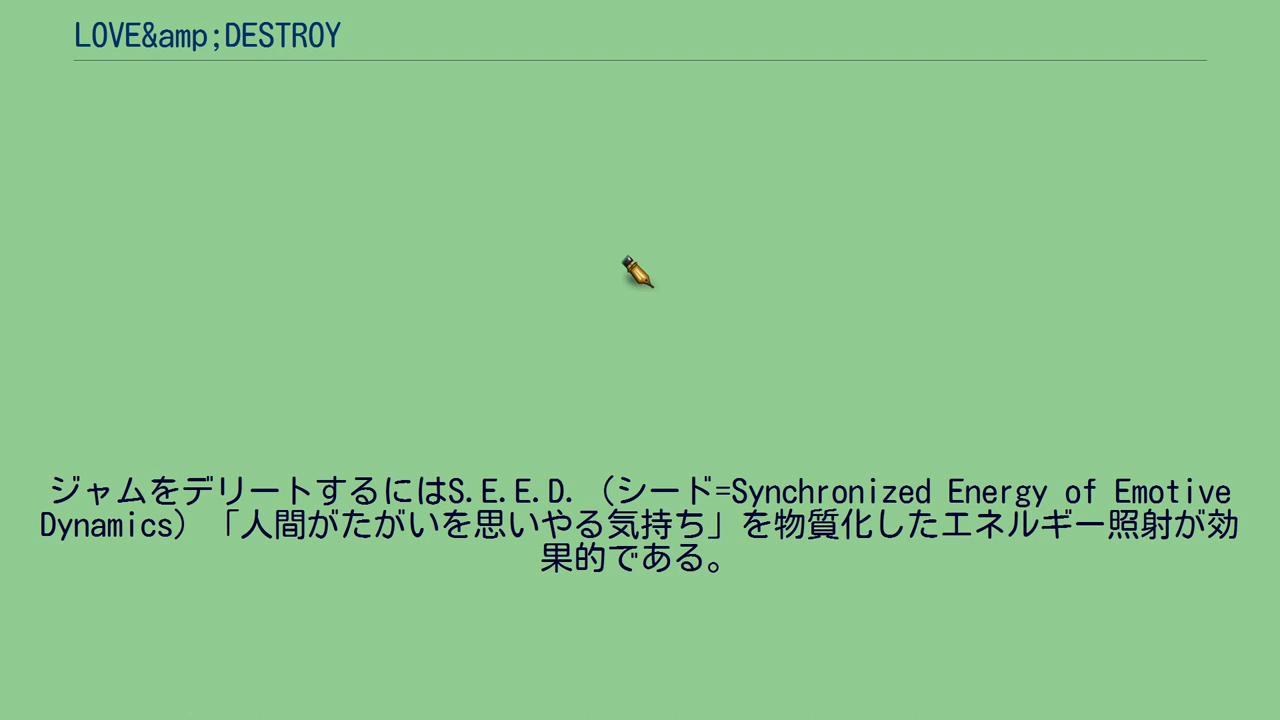 LOVE&amp;DESTROY
ジャムをデリートするにはS.E.E.D.（シード=Synchronized Energy of Emotive
Dynamics）「人間がたがいを思いやる気持ち」を物質化したエネルギー照射が効
果的である。